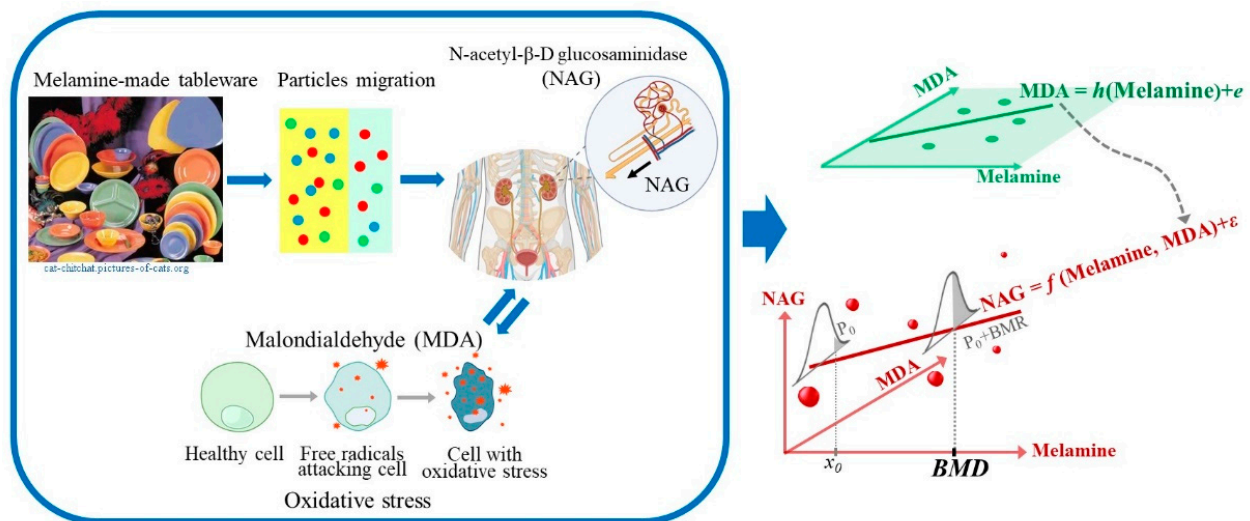 Melamine-made tableware
Particles migration
N-acetyl-β-D glucosaminidase
(NAG)
NAG
cat-chitchat.pictures-of-cats.org
Malondialdehyde (MDA)
Healthy cell
Free radicals
attacking cell
Cell with
oxidative stress
Oxidative stress
MDA
MDA = h(Melamine)+e
Melamine
NAG
NAG = f (Melamine, MDA)+ε
P₀
P₀+BMR
MDA
x₀
BMD
Melamine